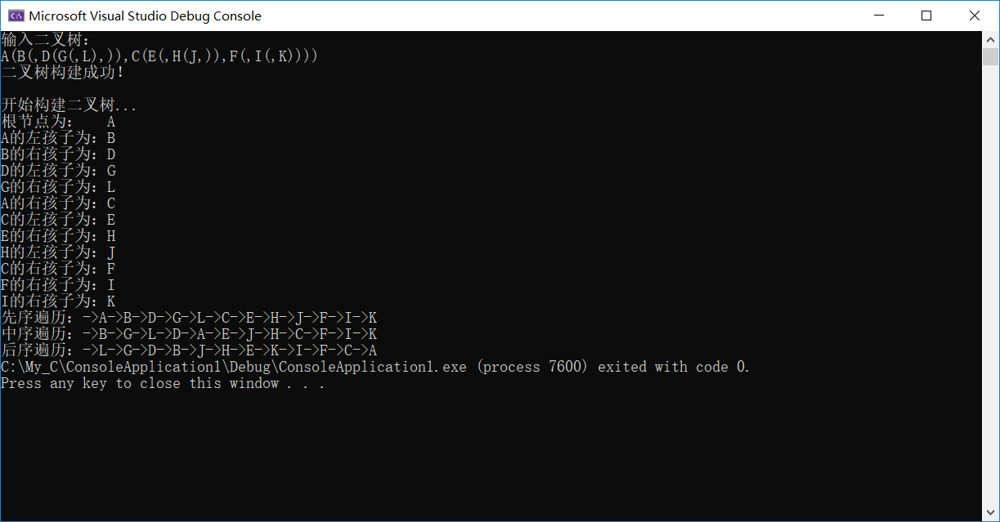 Microsoft Visual Studio Debug Console
输入二叉树:
A(B(,D(G(,L),)),C(E(,H(J,)),F(,I(,K))))
二叉树构建成功!
开始构建二叉树...
根节点为:   A
A的左孩子为: B
B的右孩子为: D
D的左孩子为: G
G的右孩子为: L
A的右孩子为: C
C的左孩子为: E
E的右孩子为: H
H的左孩子为: J
C的右孩子为: F
F的右孩子为: I
I的右孩子为: K
先序遍历: ->A->B->D->G->L->C->E->H->J->F->I->K
中序遍历: ->B->G->L->D->A->E->J->H->C->F->I->K
后序遍历: ->L->G->D->B->J->H->E->K->I->F->C->A
C:\My_C\ConsoleApplication1\Debug\ConsoleApplication1.exe (process 7600) exited with code 0.
Press any key to close this window . . .